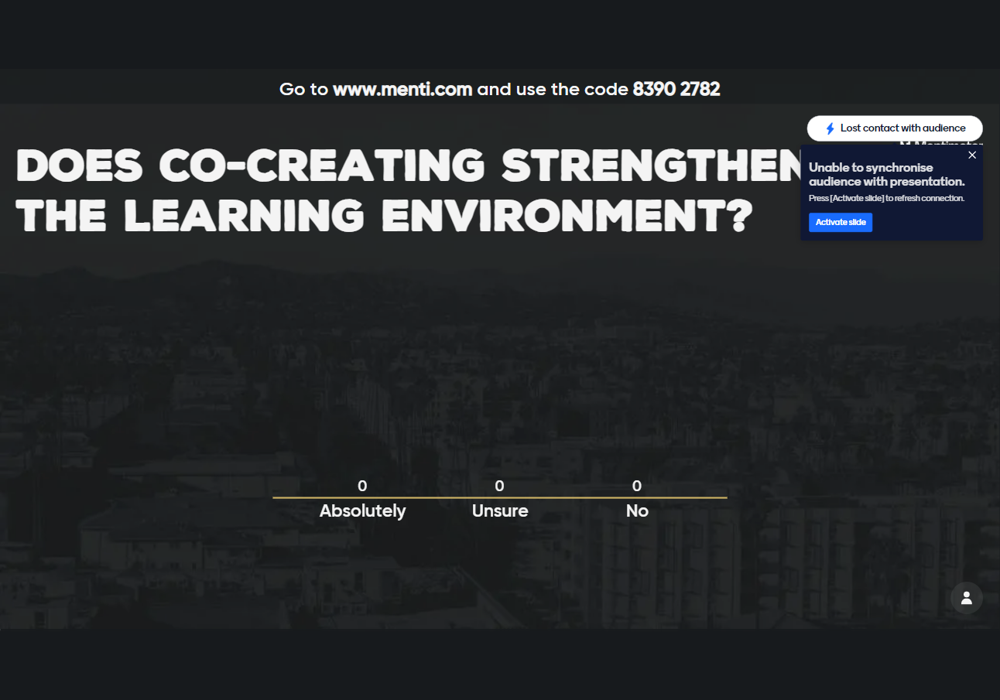 Go to www.menti.com and use the code 8390 2782
Lost contact with audience
DOES CO-CREATING STRENGTHEN
THE LEARNING ENVIRONMENT?
Unable to synchronise
audience with presentation.
Press [Activate slide] to refresh connection.
Activate slide
0
0
0
Absolutely
Unsure
No